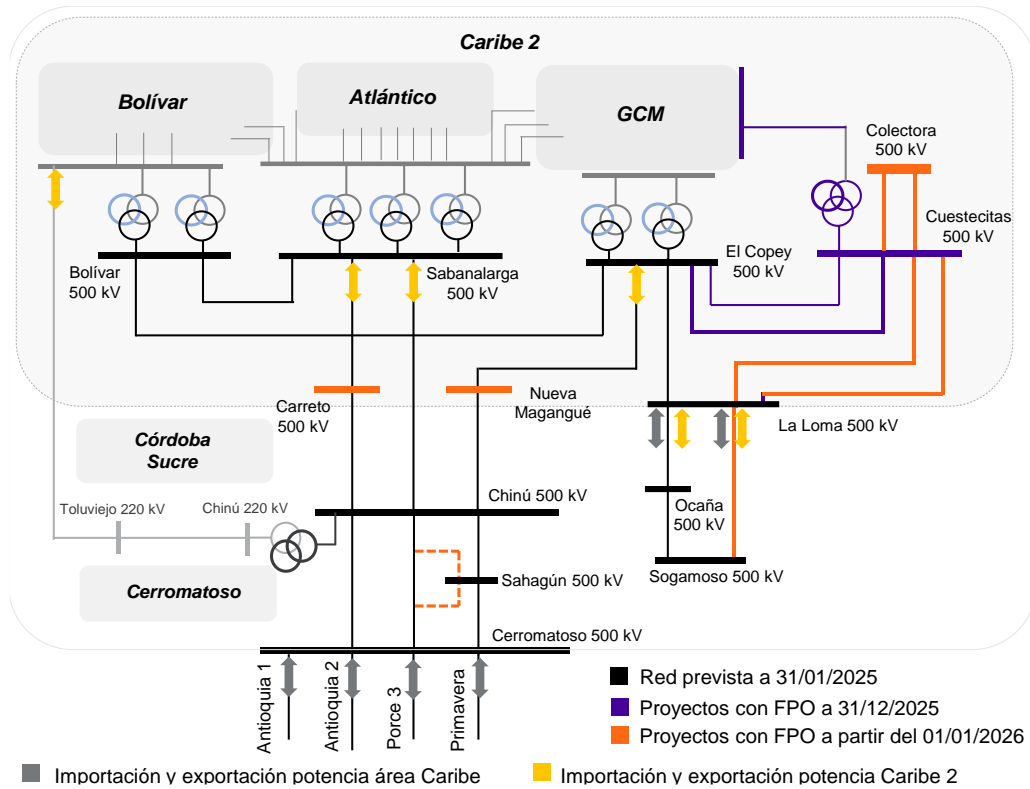 Caribe 2
Bolívar
Atlántico
GCM
Colectora
500 kV
Cuestecitas
500 kV
El Copey
500 kV
Bolívar
500 kV
Sabanalarga
500 kV
Carreto
500 kV
Nueva
Magangué
La Loma 500 kV
Córdoba
Sucre
Chinú 500 kV
Toluviejo 220 kV
Chinú 220 kV
Ocaña
500 kV
Sahagún 500 kV
Sogamoso 500 kV
Cerromatoso
Cerromatoso 500 kV
Antioquia 1
Antioquia 2
Porce 3
Primavera
Red prevista a 31/01/2025
Proyectos con FPO a 31/12/2025
Proyectos con FPO a partir del 01/01/2026
Importación y exportación potencia área Caribe
Importación y exportación potencia Caribe 2